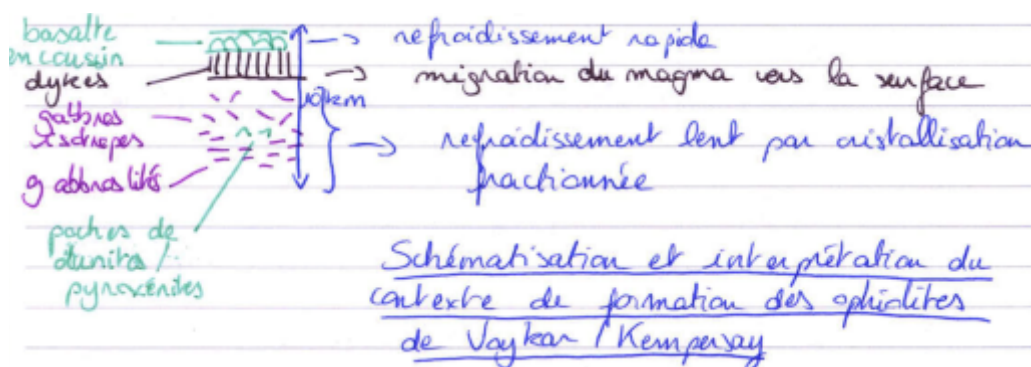 basalte
en coussin
refroidissement rapide
dykes
migration du magma vers la surface
10km
gabbros
isotropes
refroidissement lent par cristallisation
fractionnée
gabbros lités
poches de
dunites /
pyroxénites
Schématisation et interprétation du
contexte de formation des ophiolites
de Voykar / Kempersay